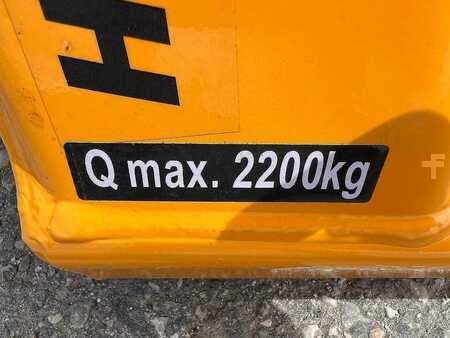 H
Q max. 2200kg